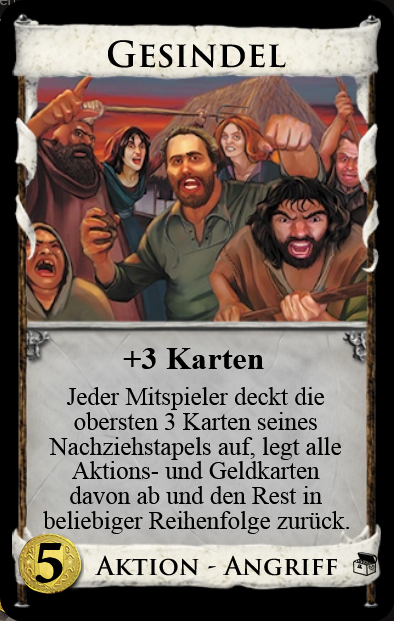 Gesindel
+3 Karten
Jeder Mitspieler deckt die
obersten 3 Karten seines
Nachziehstapels auf, legt alle
Aktions- und Geldkarten
davon ab und den Rest in
beliebiger Reihenfolge zurück.
5 Aktion - Angriff